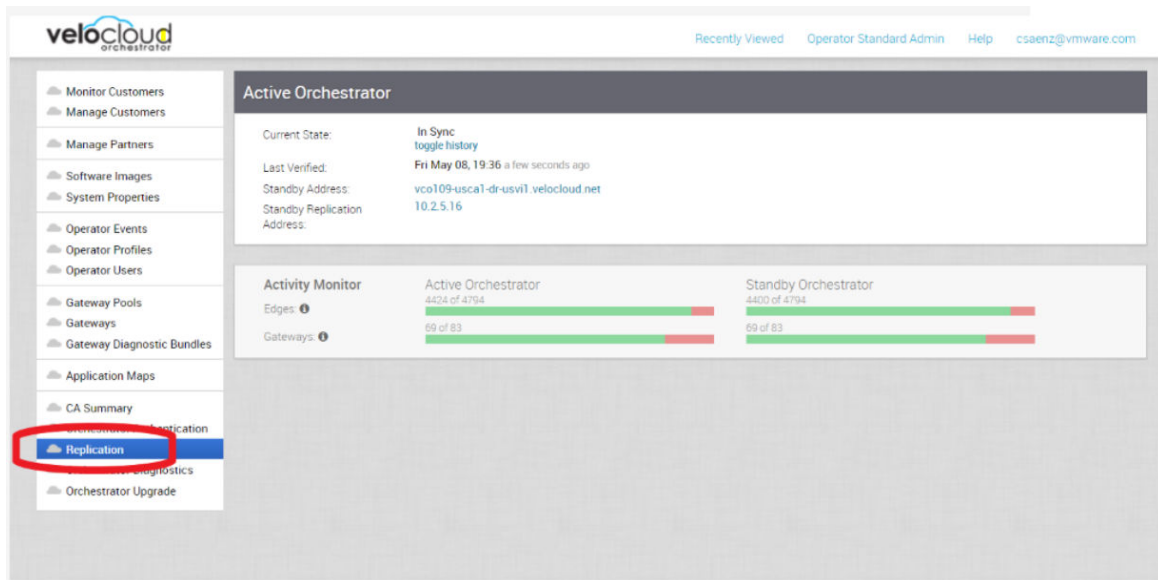 velocloud
orchestrator
Recently Viewed Operator Standard Admin Help csaenz@vmware.com
Monitor Customers
Manage Customers
Manage Partners
Software Images
System Properties
Operator Events
Operator Profiles
Operator Users
Gateway Pools
Gateways
Gateway Diagnostic Bundles
Application Maps
CA Summary
Orchestrator Authentication
Replication
Orchestrator Diagnostics
Orchestrator Upgrade
Active Orchestrator
Current State: In Sync
toggle history
Last Verified: Fri May 08, 19:36 a few seconds ago
Standby Address: vco109-usca1-dr-usvi1.velocloud.net
Standby Replication 10.2.5.16
Address:
Activity Monitor Active Orchestrator Standby Orchestrator
4424 of 4794 4400 of 4794
Edges:
69 of 83 69 of 83
Gateways: